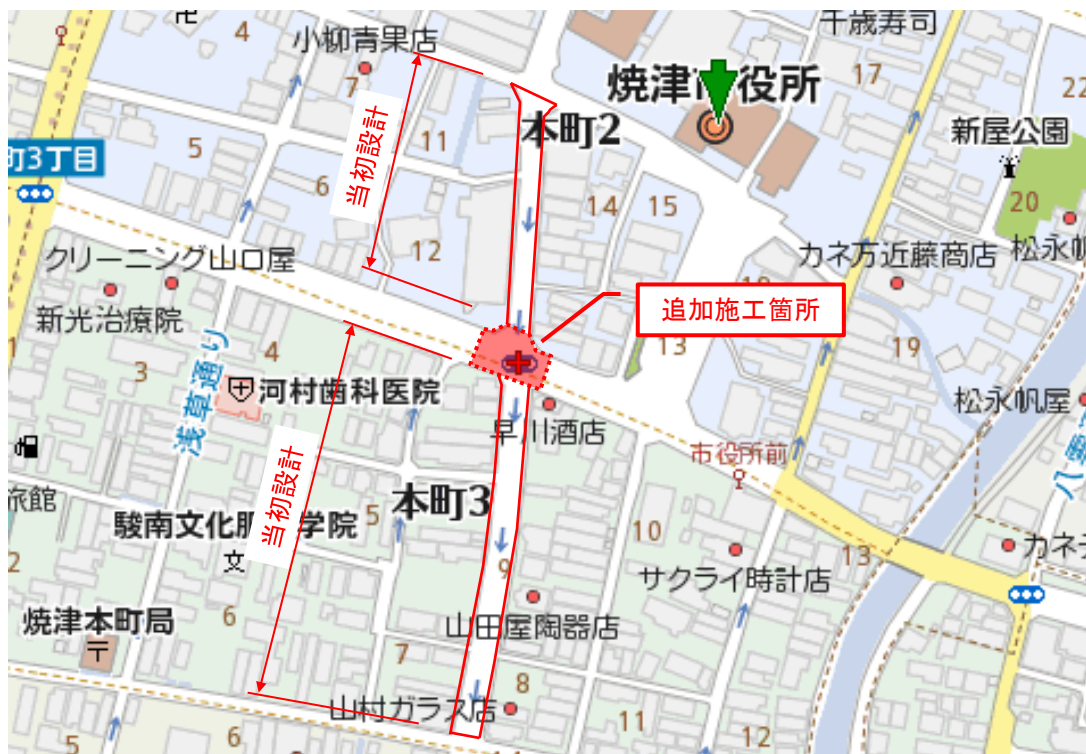 千歳寿司
卍
4
小柳青果店
7
17
22
焼津市役所
本町2
11
当初設計
新屋公園
町3丁目
5
6
14
15
20
12
クリーニング山口屋
カネ万近藤商店
松永帆
追加施工箇所
新光治療院
4
13
19
3
浅草通り
河村歯科医院
早川酒店
松永帆屋
市役所前
八雲
当初設計
旅館
本町3
5
10
駿南文化服
学院
文
9
13
カネ
2
サクライ時計店
焼津本町局
〒
6
山田屋陶器店
7
8
山村ガラス店
5
6
11
12
14